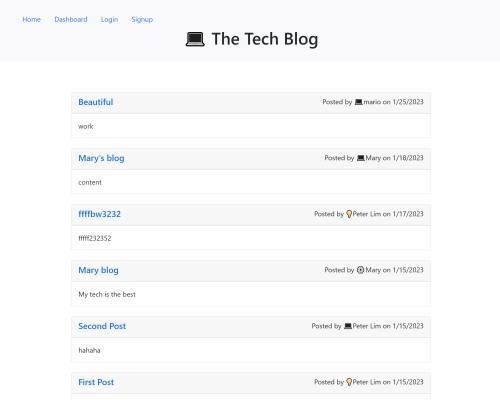 Home Dashboard Login Signup
The Tech Blog
Beautiful Posted by mario on 1/25/2023
work
Mary's blog Posted by Mary on 1/18/2023
content
ffffbw3232 Posted by Peter Lim on 1/17/2023
fffff232352
Mary blog Posted by Mary on 1/15/2023
My tech is the best
Second Post Posted by Peter Lim on 1/15/2023
hahaha
First Post Posted by Peter Lim on 1/15/2023